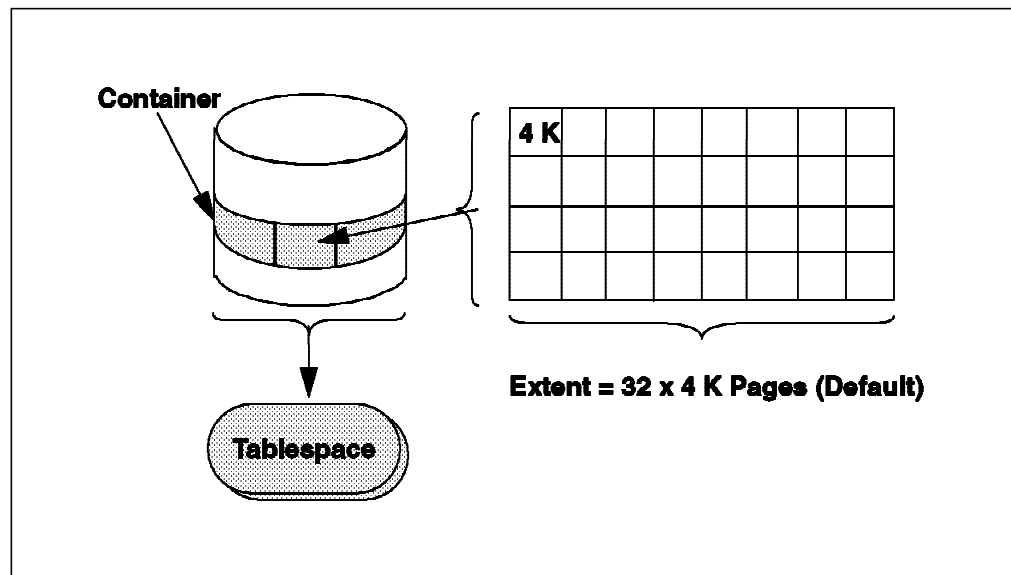 Container
4 K
Extent = 32 x 4 K Pages (Default)
Tablespace